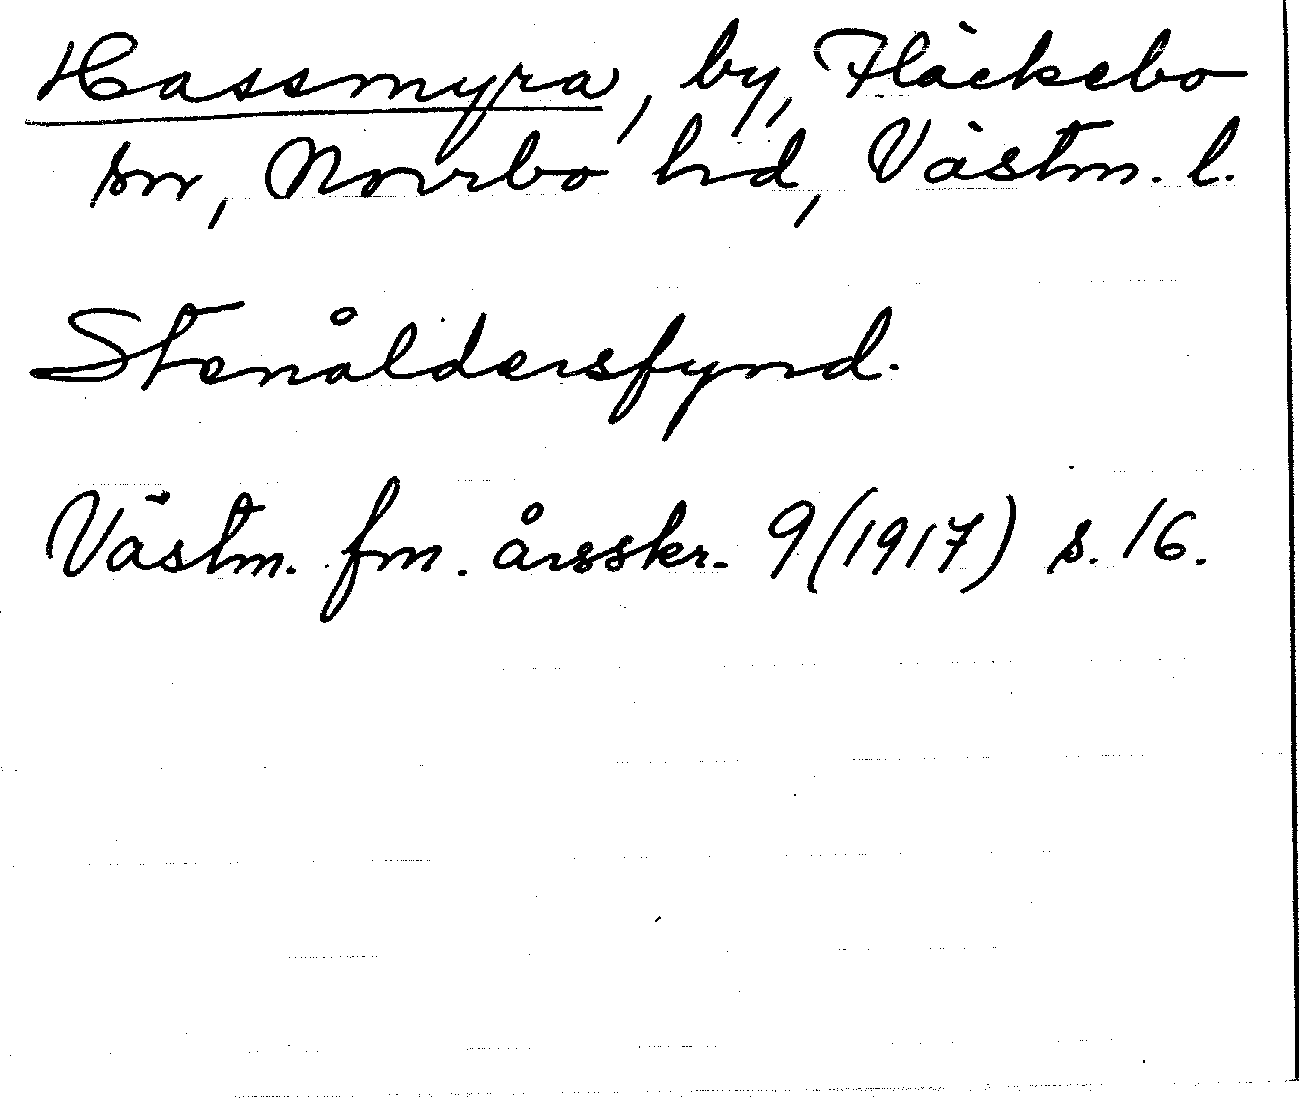 Hassmyra, by, Fläckebo
sn, Norrbo hd, Västm. l.
Stenåldersfynd.
Västm. fm. årsskr. 9 (1917) s. 16.